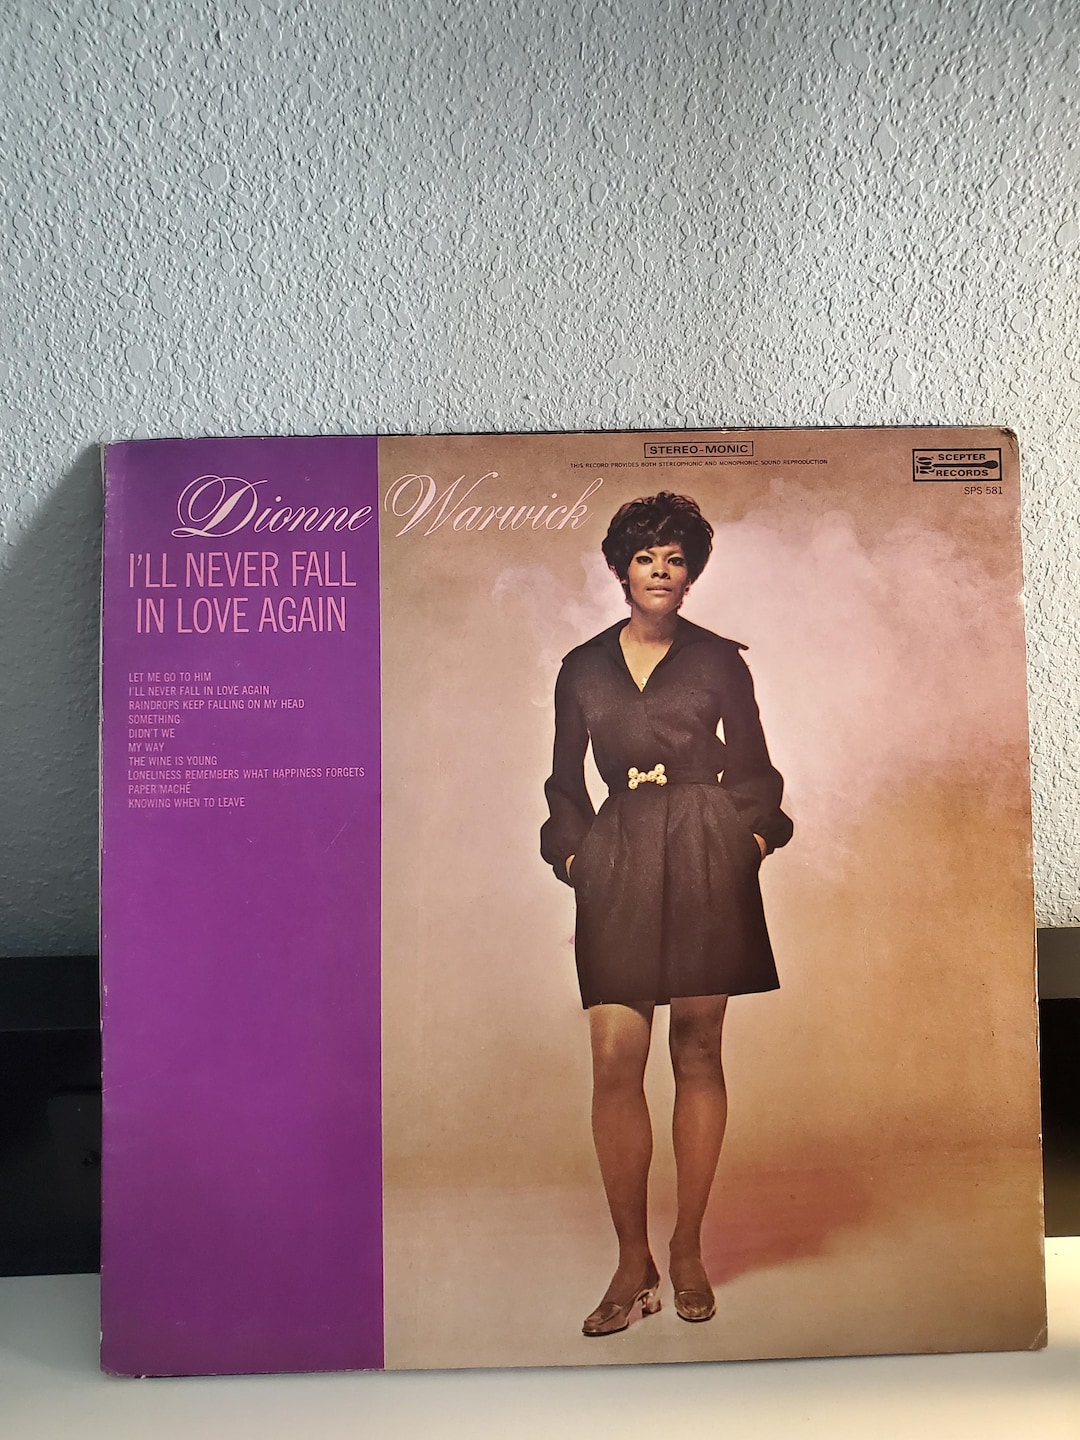 STEREO-MONIC
THIS RECORD PROVIDES BOTH STEREOPHONIC AND MONOPHONIC SOUND REPRODUCTION
SCEPTER
RECORDS
SPS 581
Dionne Warwick
I'LL NEVER FALL
IN LOVE AGAIN
LET ME GO TO HIM
I'LL NEVER FALL IN LOVE AGAIN
RAINDROPS KEEP FALLING ON MY HEAD
SOMETHING
DIDN'T WE
MY WAY
THE WINE IS YOUNG
LONELINESS REMEMBERS WHAT HAPPINESS FORGETS
PAPER MACHÉ
KNOWING WHEN TO LEAVE